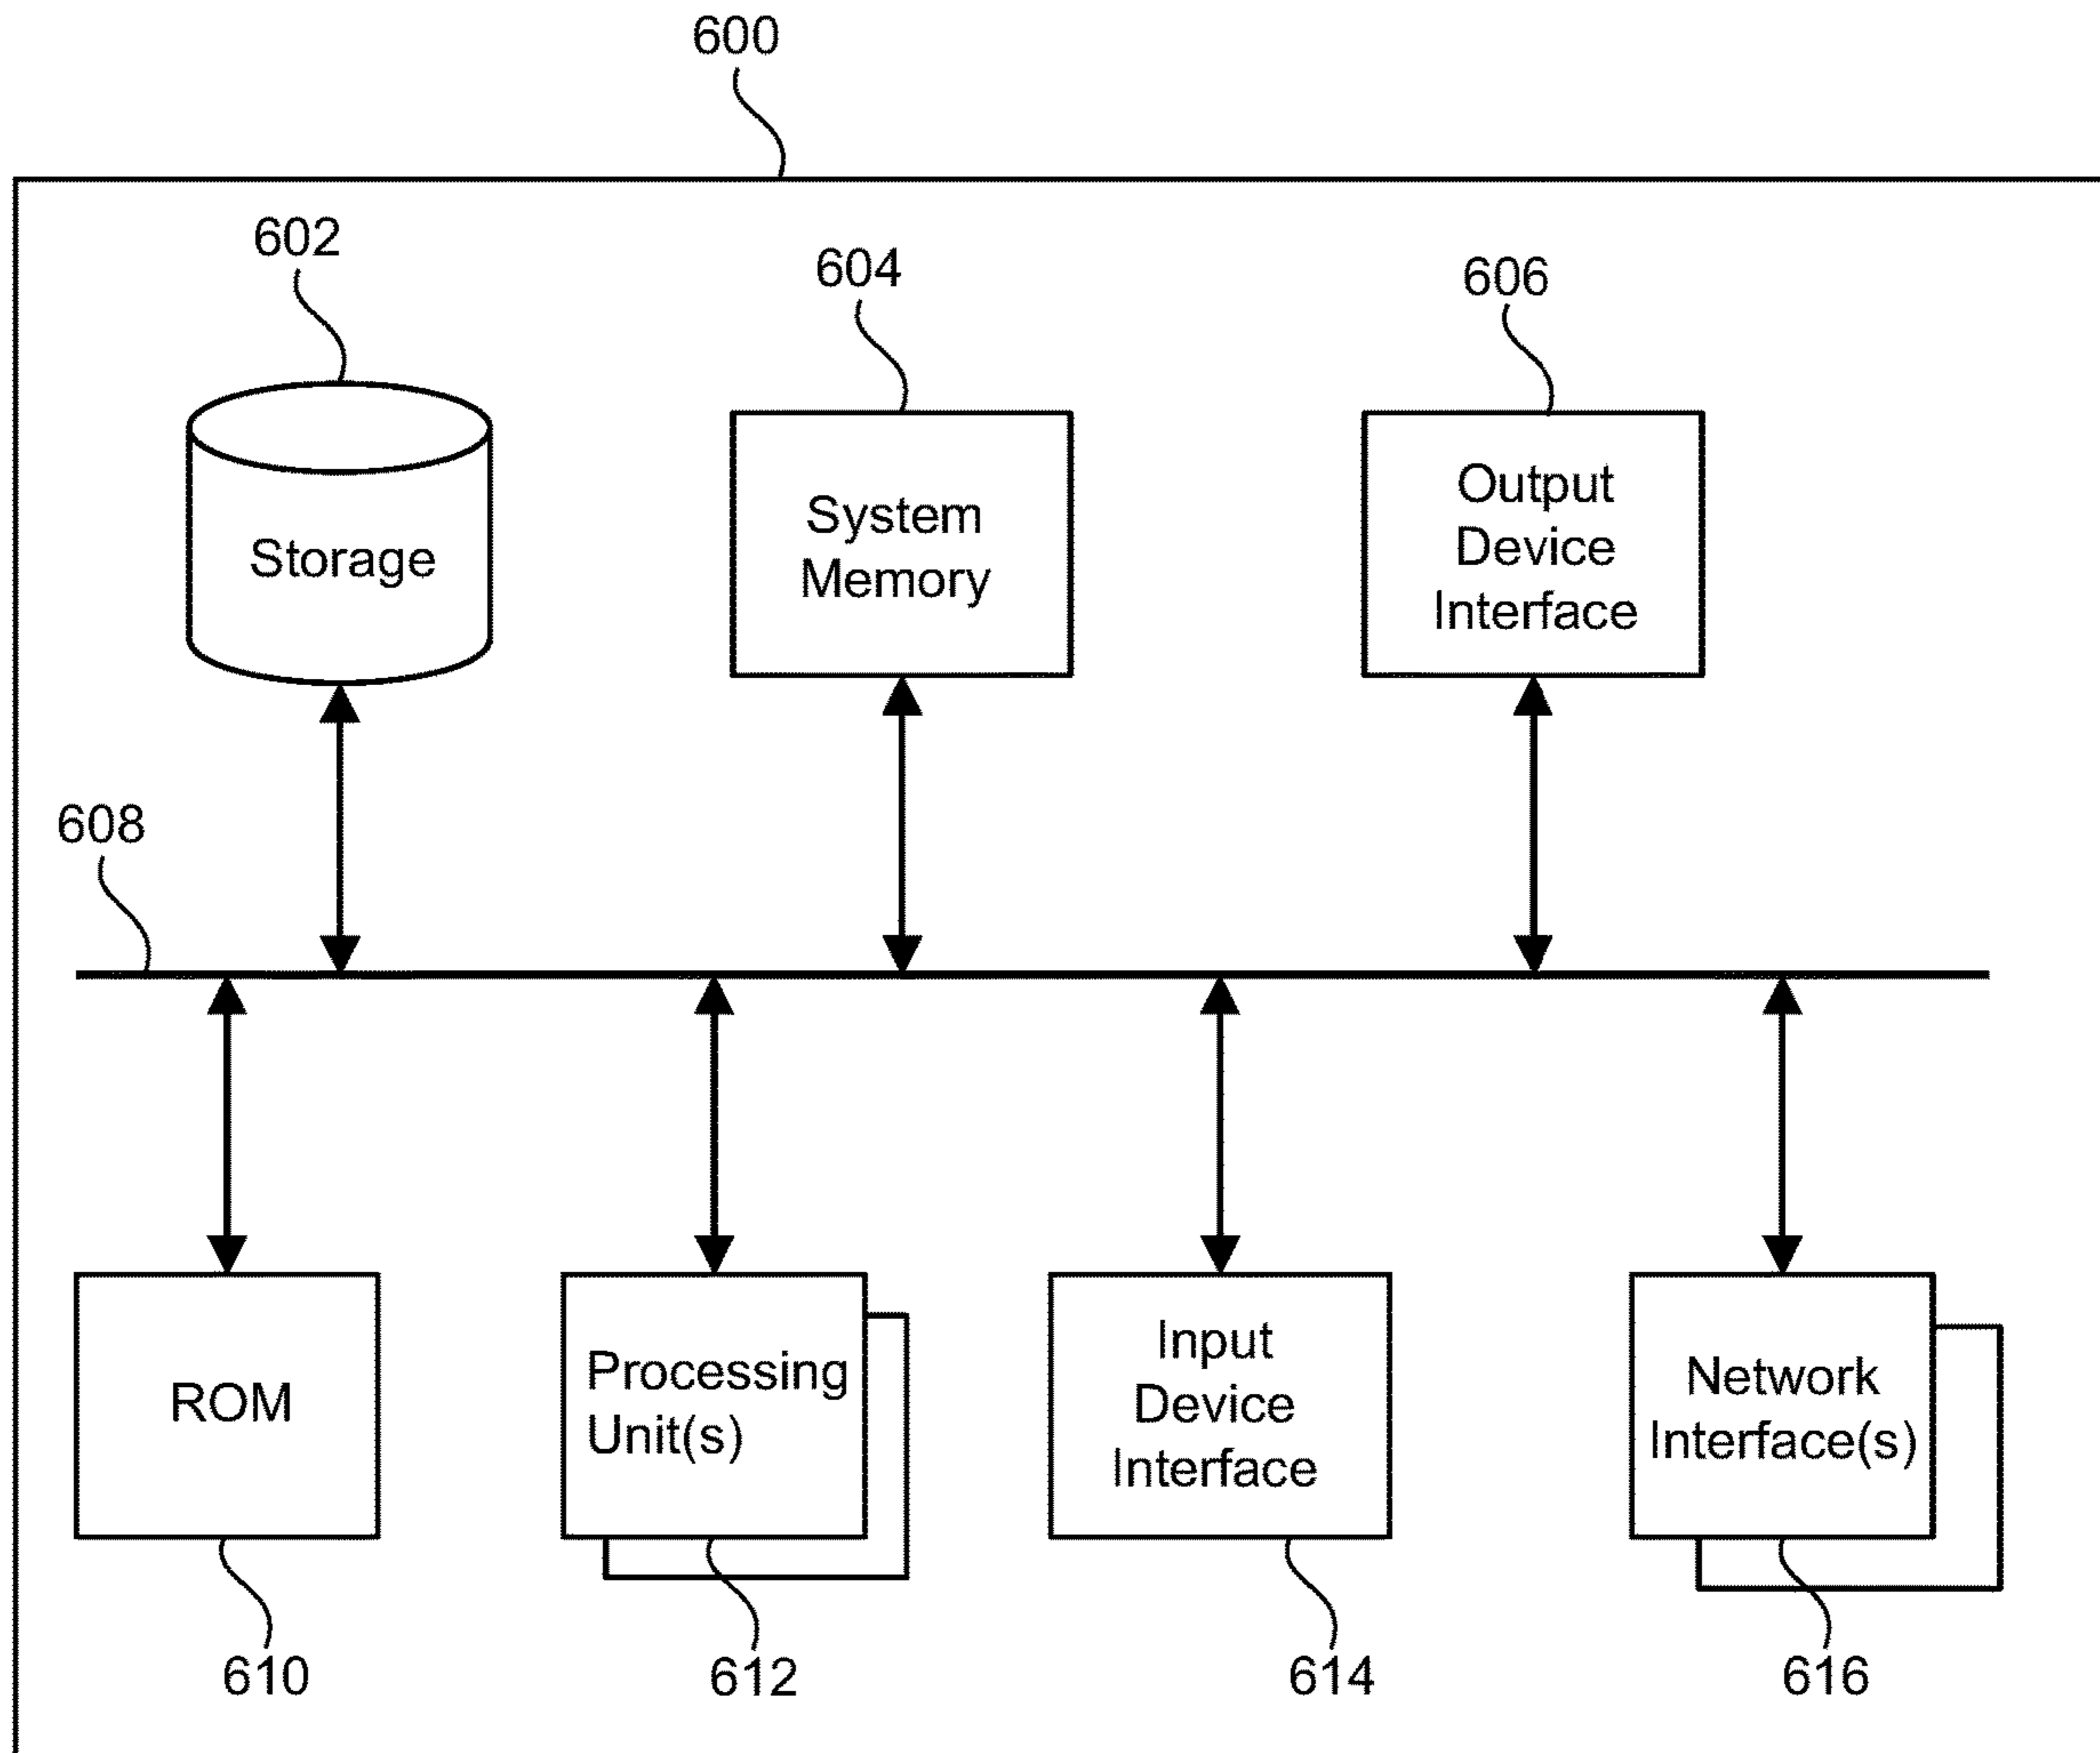 600
602
604
606
Storage
System
Memory
Output
Device
Interface
608
ROM
Processing
Unit(s)
Input
Device
Interface
Network
Interface(s)
610
612
614
616